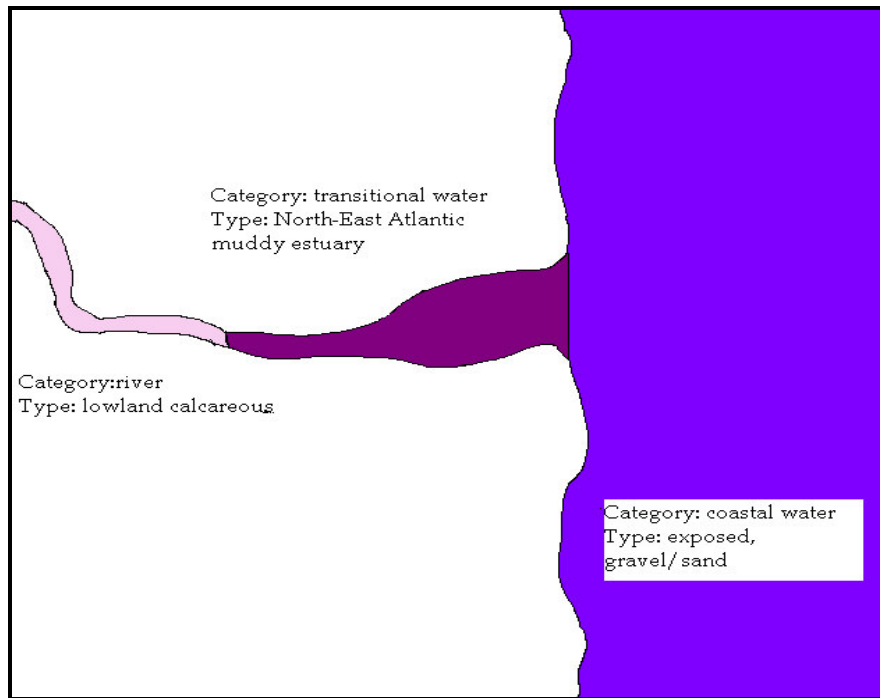 Category: transitional water
Type: North-East Atlantic
muddy estuary
Category:river
Type: lowland calcareous
Category: coastal water
Type: exposed,
gravel/sand